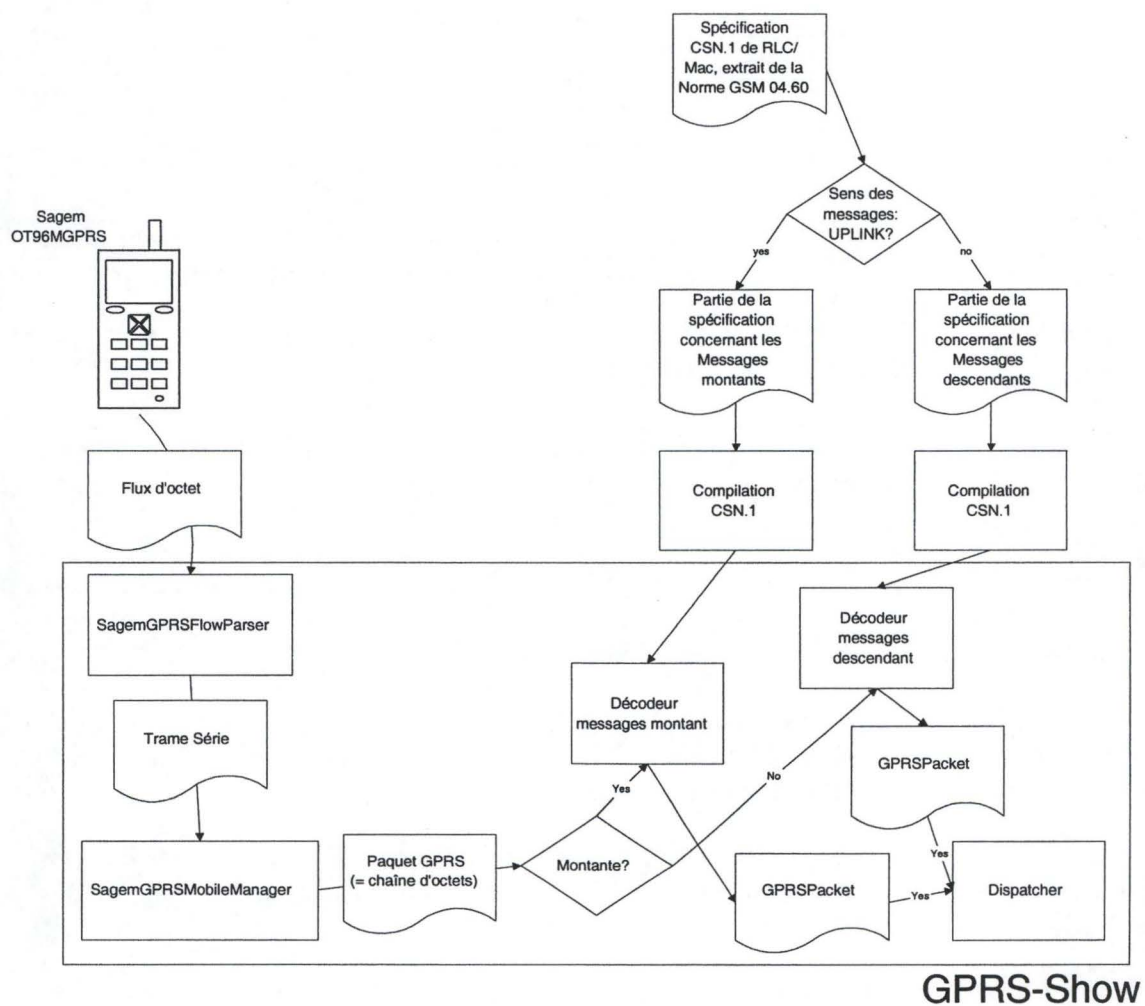 Spécification
CSN.1 de RLC/
Mac, extrait de la
Norme GSM 04.60
Sens des
messages:
UPLINK?
yes
no
Sagem
OT96MGPRS
Partie de la
spécification
concernant les
Messages
montants
Partie de la
spécification
concernant les
Messages
descendants
Flux d'octet
Compilation
CSN.1
Compilation
CSN.1
SagemGPRSFlowParser
Décodeur
messages
descendant
Décodeur
messages montant
Trame Série
GPRSPacket
No
Yes
SagemGPRSMobileManager
Paquet GPRS
(= chaîne d'octets)
Montante?
Yes
GPRSPacket
Yes
Dispatcher
GPRS-Show